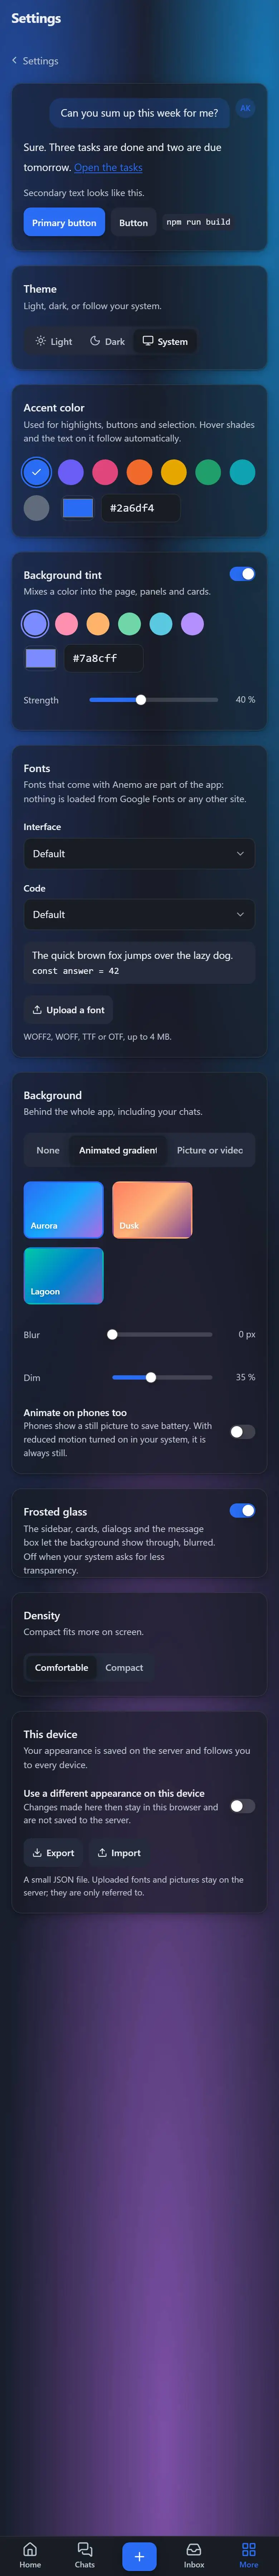 Settings
Settings
Can you sum up this week for me?
AK
Sure. Three tasks are done and two are due
tomorrow. Open the tasks
Secondary text looks like this.
Primary button
Button
npm run build
Theme
Light, dark, or follow your system.
Light
Dark
System
Accent color
Used for highlights, buttons and selection. Hover shades
and the text on it follow automatically.
#2a6df4
Background tint
Mixes a color into the page, panels and cards.
#7a8cff
Strength
40 %
Fonts
Fonts that come with Anemo are part of the app:
nothing is loaded from Google Fonts or any other site.
Interface
Default
Code
Default
The quick brown fox jumps over the lazy dog.
const answer = 42
Upload a font
WOFF2, WOFF, TTF or OTF, up to 4 MB.
Background
Behind the whole app, including your chats.
None
Animated gradient
Picture or video
Aurora
Dusk
Lagoon
Blur
0 px
Dim
35 %
Animate on phones too
Phones show a still picture to save battery. With
reduced motion turned on in your system, it is
always still.
Frosted glass
The sidebar, cards, dialogs and the message
box let the background show through, blurred.
Off when your system asks for less
transparency.
Density
Compact fits more on screen.
Comfortable
Compact
This device
Your appearance is saved on the server and follows you
to every device.
Use a different appearance on this device
Changes made here then stay in this browser and
are not saved to the server.
Export
Import
A small JSON file. Uploaded fonts and pictures stay on the
server; they are only referred to.
Home
Chats
Inbox
More